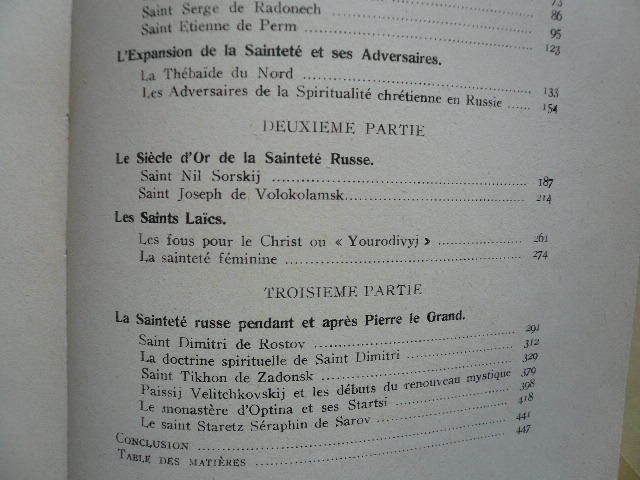 73
Saint Serge de Radonech ........ 86
Saint Etienne de Perm ........ 95
L'Expansion de la Sainteté et ses Adversaires. 123
La Thébaïde du Nord ........ 133
Les Adversaires de la Spiritualité chrétienne en Russie ...... 154
DEUXIEME PARTIE
Le Siècle d'Or de la Sainteté Russe.
Saint Nil Sorskij ........ 187
Saint Joseph de Volokolamsk ........ 214
Les Saints Laïcs.
Les fous pour le Christ ou « Yourodivyj » ........ 261
La sainteté féminine ........ 274
TROISIEME PARTIE
La Sainteté russe pendant et après Pierre le Grand.
Saint Dimitri de Rostov ........ 291
La doctrine spirituelle de Saint Dimitri ........ 312
Saint Tikhon de Zadonsk ........ 329
Paissij Velitchkovskij et les débuts du renouveau mystique 379
Le monastère d'Optina et ses Startsi ........ 398
Le saint Staretz Séraphin de Sarov ........ 418
CONCLUSION ........ 441
TABLE DES MATIÈRES ........ 447